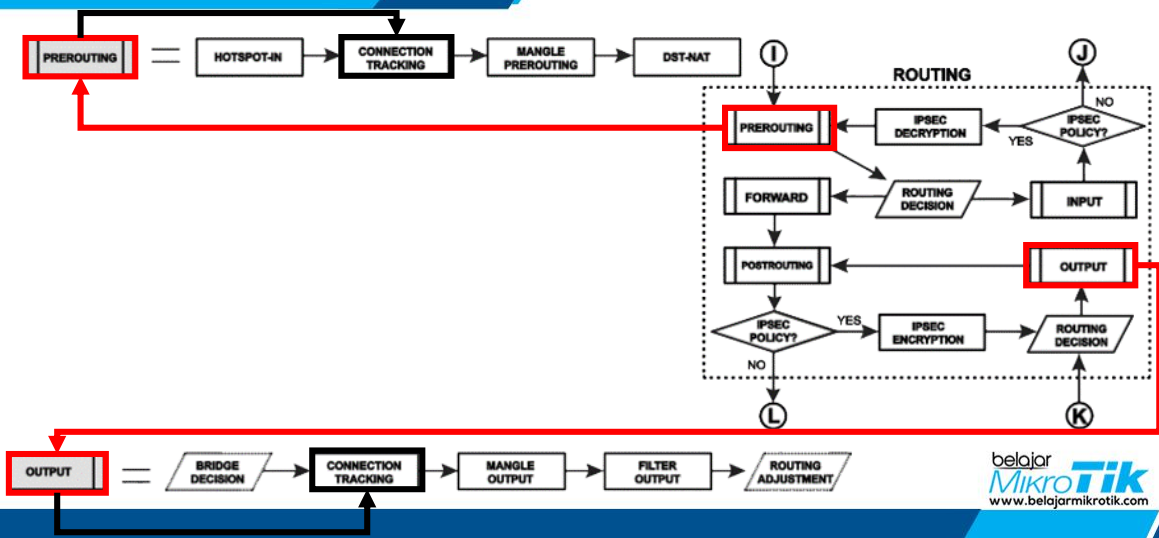 PREROUTING
HOTSPOT-IN
CONNECTION
TRACKING
MANGLE
PREROUTING
DST-NAT
I
J
ROUTING
NO
PREROUTING
IPSEC
DECRYPTION
YES
IPSEC
POLICY?
FORWARD
ROUTING
DECISION
INPUT
POSTROUTING
OUTPUT
IPSEC
POLICY?
YES
IPSEC
ENCRYPTION
ROUTING
DECISION
NO
L
K
OUTPUT
BRIDGE
DECISION
CONNECTION
TRACKING
MANGLE
OUTPUT
FILTER
OUTPUT
ROUTING
ADJUSTMENT
belajar
MikroTik
www.belajarmikrotik.com